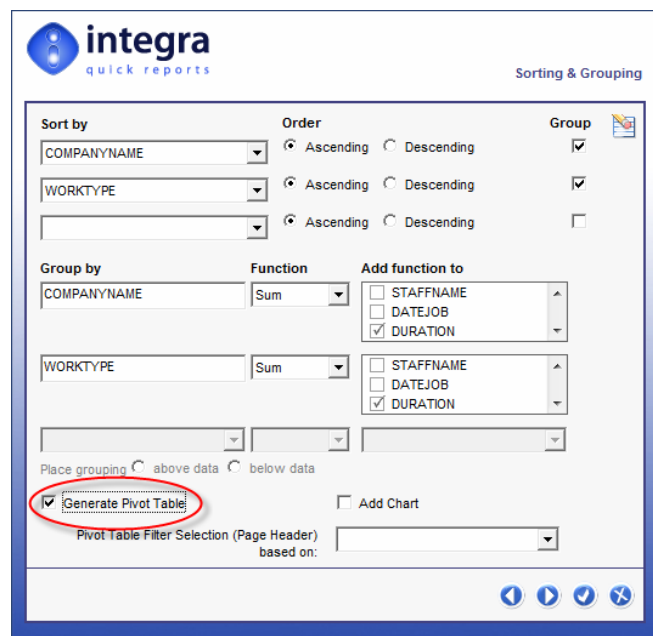 integra
quick reports
Sorting & Grouping
Sort by Order Group
COMPANYNAME Ascending Descending
WORKTYPE Ascending Descending
Ascending Descending
Group by Function Add function to
COMPANYNAME Sum STAFFNAME
DATEJOB
DURATION
WORKTYPE Sum STAFFNAME
DATEJOB
DURATION
Place grouping above data below data
Generate Pivot Table Add Chart
Pivot Table Filter Selection (Page Header)
based on: